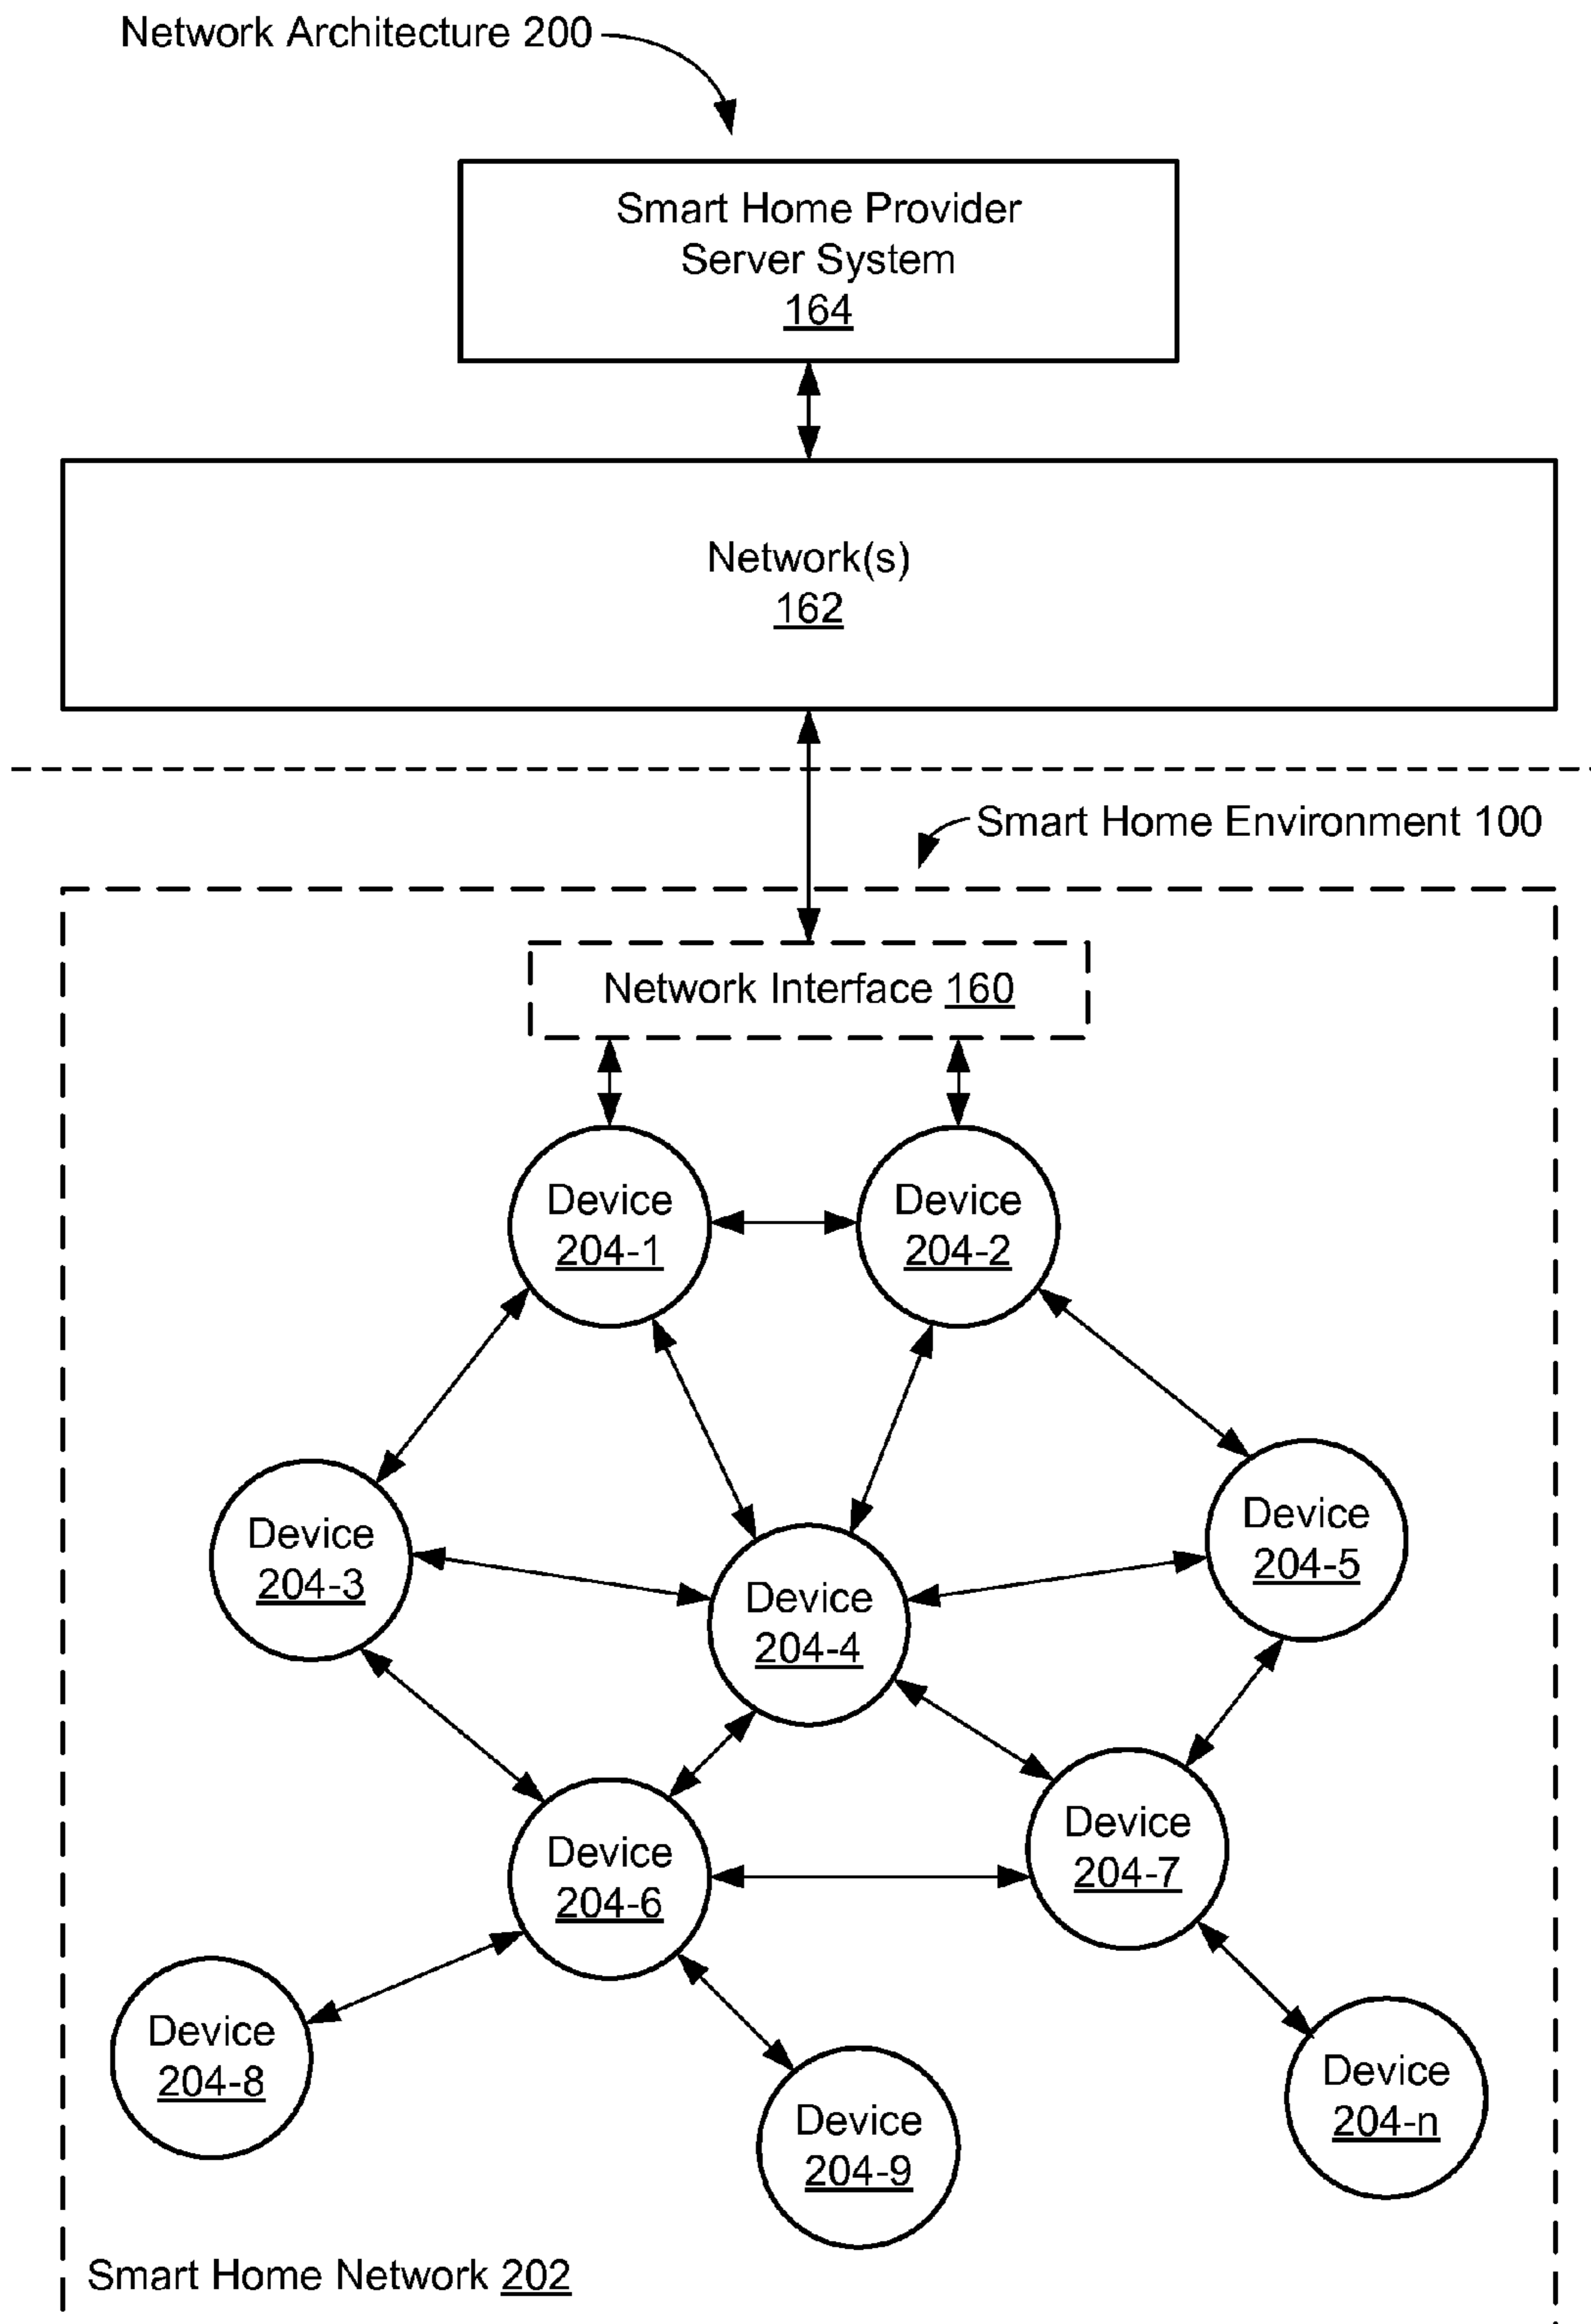 Network Architecture 200
Smart Home Provider
Server System
164
Network(s)
162
Smart Home Environment 100
Network Interface 160
Device
204-1
Device
204-2
Device
204-3
Device
204-4
Device
204-5
Device
204-6
Device
204-7
Device
204-8
Device
204-9
Device
204-n
Smart Home Network 202